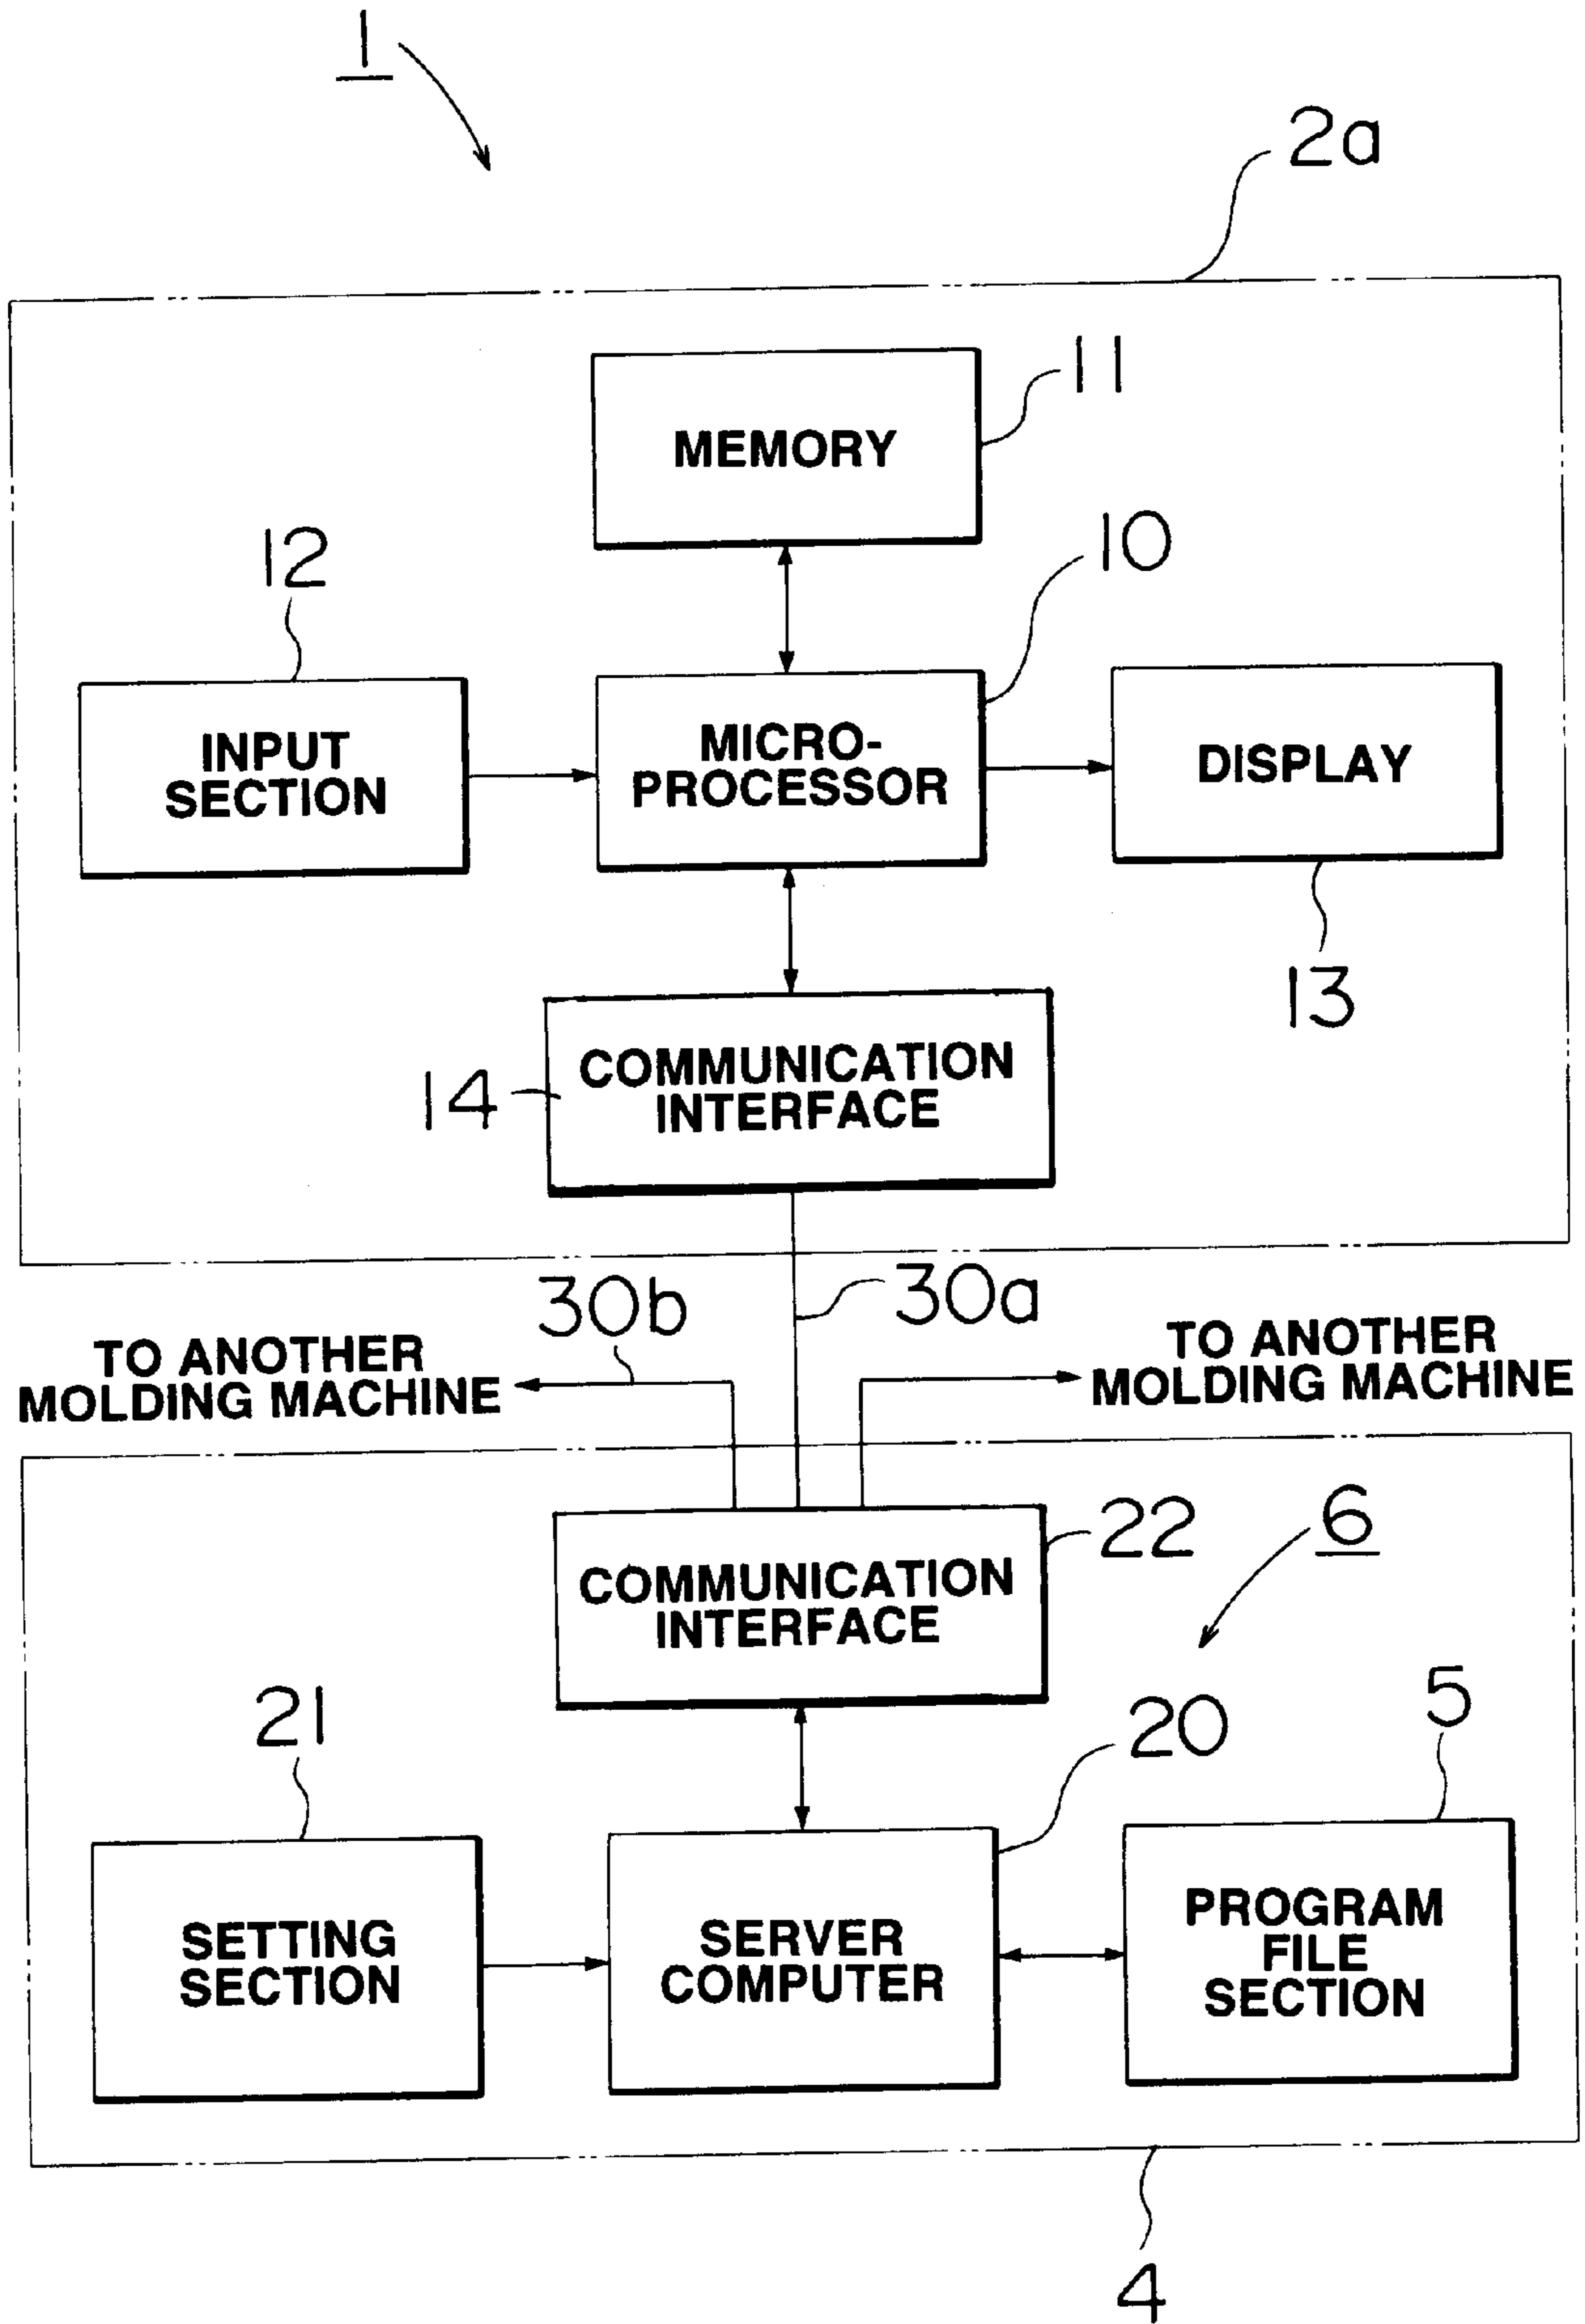 1
2a
MEMORY
11
12
10
INPUT
SECTION
MICRO-
PROCESSOR
DISPLAY
13
COMMUNICATION
INTERFACE
14
30b
30a
TO ANOTHER
MOLDING MACHINE
TO ANOTHER
MOLDING MACHINE
COMMUNICATION
INTERFACE
22
6
21
20
5
SETTING
SECTION
SERVER
COMPUTER
PROGRAM
FILE
SECTION
4